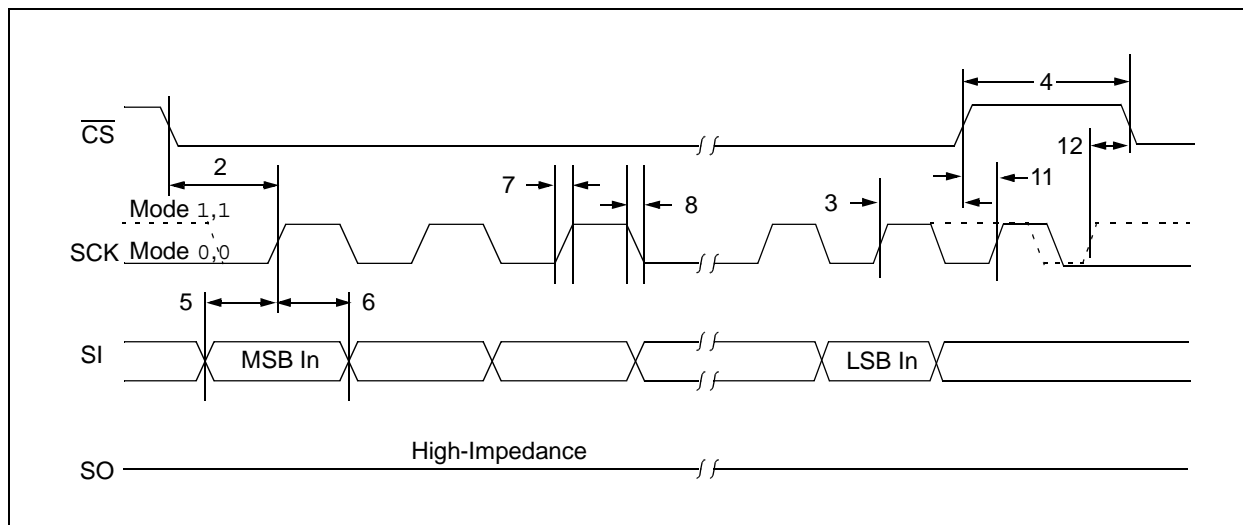 4
CS
12
2
7
8
3
11
Mode 1,1
SCK Mode 0,0
5
6
SI
MSB In
LSB In
High-Impedance
SO